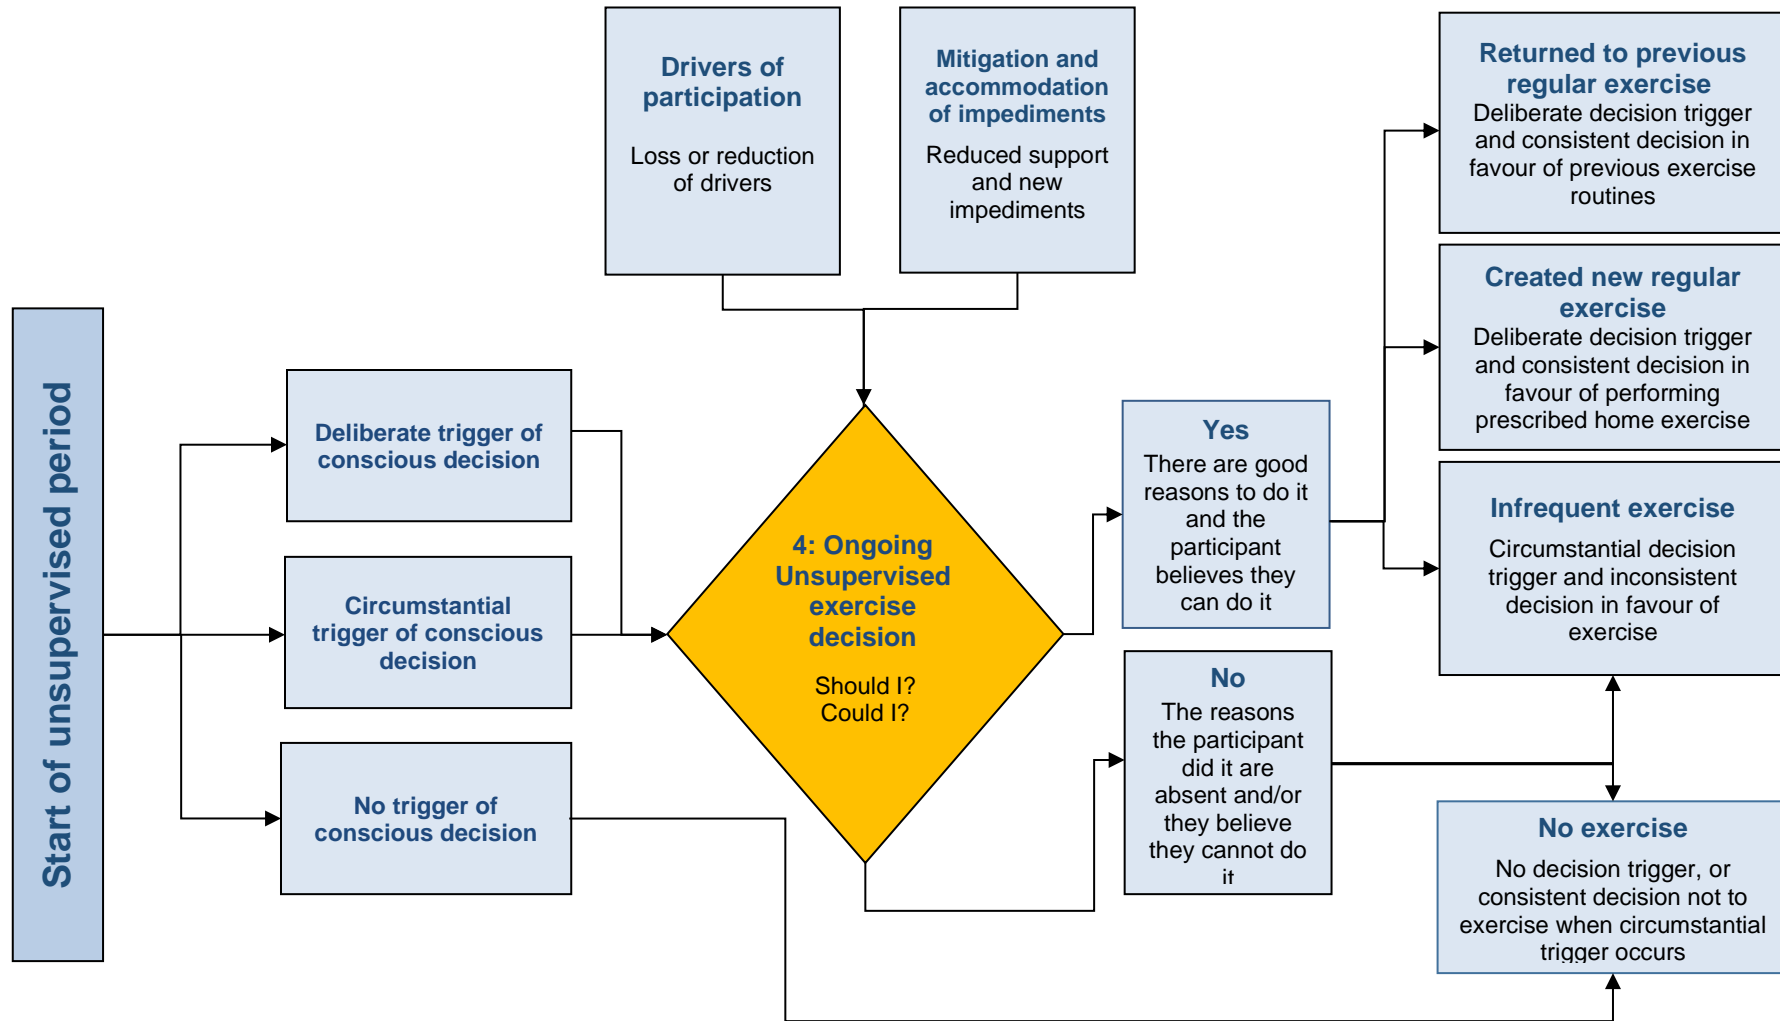 Start of unsupervised period
Deliberate trigger of
conscious decision
Circumstantial
trigger of conscious
decision
No trigger of
conscious decision
Drivers of
participation
Loss or reduction
of drivers
Mitigation and
accommodation
of impediments
Reduced support
and new
impediments
4: Ongoing
Unsupervised
exercise
decision
Should I?
Could I?
Yes
There are good
reasons to do it
and the
participant
believes they
can do it
No
The reasons
the participant
did it are
absent and/or
they believe
they cannot do
it
Returned to previous
regular exercise
Deliberate decision trigger
and consistent decision in
favour of previous exercise
routines
Created new regular
exercise
Deliberate decision trigger
and consistent decision in
favour of performing
prescribed home exercise
Infrequent exercise
Circumstantial decision
trigger and inconsistent
decision in favour of
exercise
No exercise
No decision trigger, or
consistent decision not to
exercise when circumstantial
trigger occurs